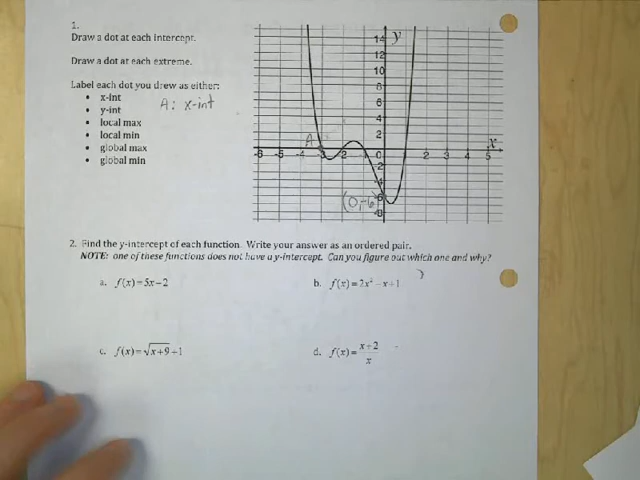 1.
Draw a dot at each intercept.
Draw a dot at each extreme.
Label each dot you drew as either:
• x-int
• y-int
• local max
• local min
• global max
• global min
A: x-int
y
14
12
10
8
6
4
2
A
x
-6 -5 -4 -3 -2 -1 0 2 3 4 5
-2
-4
-6
-8
(0,-6)
2. Find the y-intercept of each function. Write your answer as an ordered pair.
NOTE: one of these functions does not have a y-intercept. Can you figure out which one and why?
a. f(x)=5x−2
b. f(x)=2x²−x+1
c. f(x)=√x+9+1
d. f(x)=x+2/x